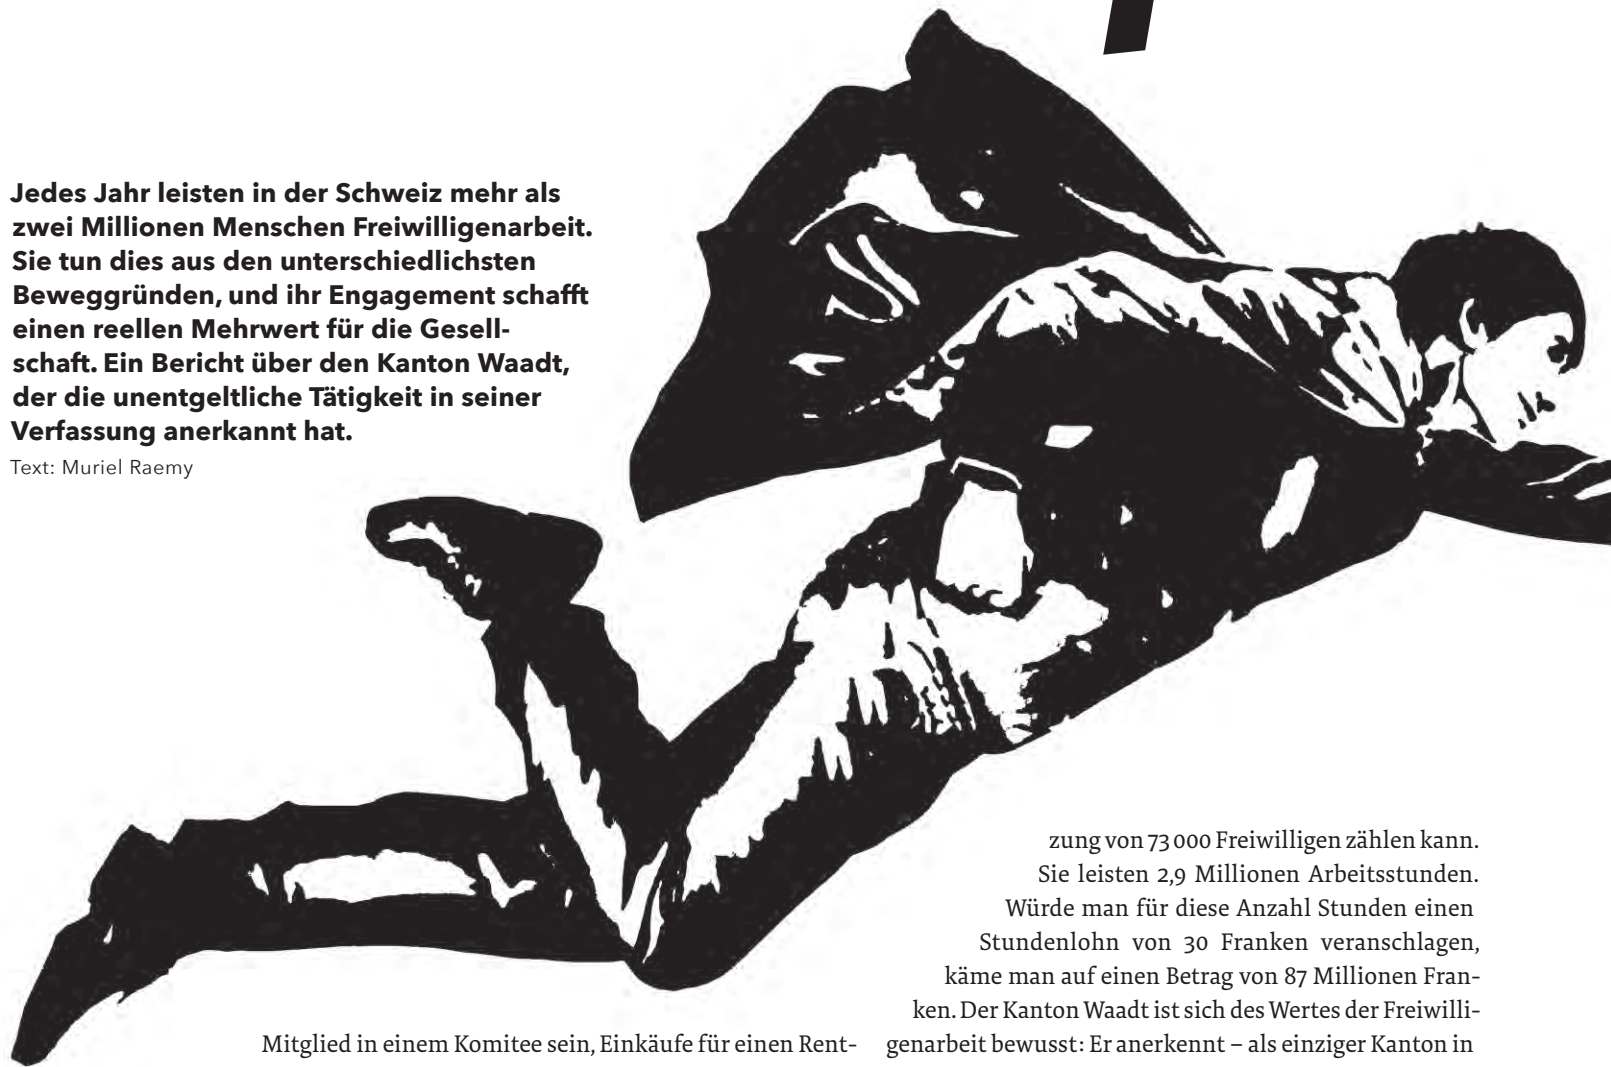 Jedes Jahr leisten in der Schweiz mehr als
zwei Millionen Menschen Freiwilligenarbeit.
Sie tun dies aus den unterschiedlichsten
Beweggründen, und ihr Engagement schafft
einen reellen Mehrwert für die Gesell-
schaft. Ein Bericht über den Kanton Waadt,
der die unentgeltliche Tätigkeit in seiner
Verfassung anerkannt hat.
Text: Muriel Raemy
Mitglied in einem Komitee sein, Einkäufe für einen Rent-
zung von 73 000 Freiwilligen zählen kann.
Sie leisten 2,9 Millionen Arbeitsstunden.
Würde man für diese Anzahl Stunden einen
Stundenlohn von 30 Franken veranschlagen,
käme man auf einen Betrag von 87 Millionen Fran-
ken. Der Kanton Waadt ist sich des Wertes der Freiwilli-
genarbeit bewusst: Er anerkennt – als einziger Kanton in